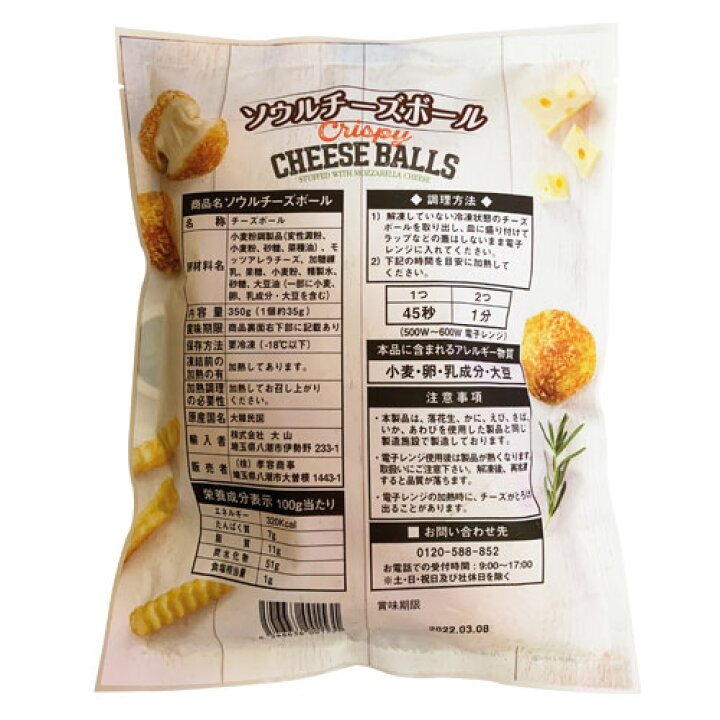 ソウルチーズボール
Crispy
CHEESE BALLS
STUFFED WITH MOZZARELLA CHEESE
商品名 ソウルチーズボール
名 称 チーズボール
原材料名 小麦粉調製品(変性澱粉、
小麦粉、砂糖、菜種油)、モ
ッツアレラチーズ、加糖練
乳、果糖、小麦粉、精製水、
砂糖、大豆油(一部に小麦、
卵、乳成分・大豆を含む)
内容量 350g(1個約35g)
賞味期限 商品裏面右下部に記載あり
保存方法 要冷凍(-18℃以下)
凍結前の
加熱の有 加熱してあります。
加熱調理
の必要性 加熱してお召し上がり
ください。
原産国名 大韓民国
輸入者 株式会社 大山
埼玉県八潮市伊勢野 233-1
販売者 (株)孝容商事
埼玉県八潮市大曽根 1443-1
栄養成分表示 100g当たり
エネルギー 320Kcal
たんぱく質 7g
脂質 11g
炭水化物 51g
食塩相当量 1g
◆ 調理方法 ◆
1) 解凍していない冷凍状態のチーズ
ボールを取り出し、皿に盛り付けて
ラップなどの蓋はしないまま電子
レンジに入れてください。
2) 下記の時間を目安に加熱して
ください。
1つ 2つ
45秒 1分
(500W〜600W 電子レンジ)
本品に含まれるアレルギー物質
小麦・卵・乳成分・大豆
注意事項
・本製品は、落花生、かに、えび、さば、
いか、あわびを使用した製品と同じ
製造施設で製造しております。
・電子レンジ使用後は製品が熱くなります。
取扱いにご注意下さい。解凍後、再冷凍
すると品質が落ちます。
・電子レンジの加熱時に、チーズがとろけ
出ることがあります。
■ お問い合わせ先
0120-588-852
お電話での受付時間:9:00〜17:00
※土・日・祝日及び社休日を除く
賞味期限
2022.03.08